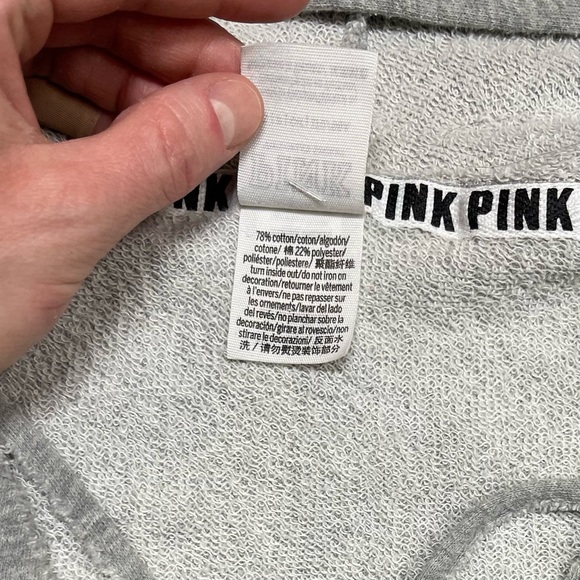 PINK PINK
NK
78% cotton/coton/algodón/
cotone/ 棉 22% polyester/
poliéster/poliestere/ 聚酯纤维
turn inside out/do not iron on
decoration/retourner le vêtement
à l'envers/ne pas repasser sur
les ornements/lavar del lado
del revés/no planchar sobre la
decoración/girare al rovescio/non
stirare le decorazioni/ 反面水
洗 / 请勿熨烫装饰部分